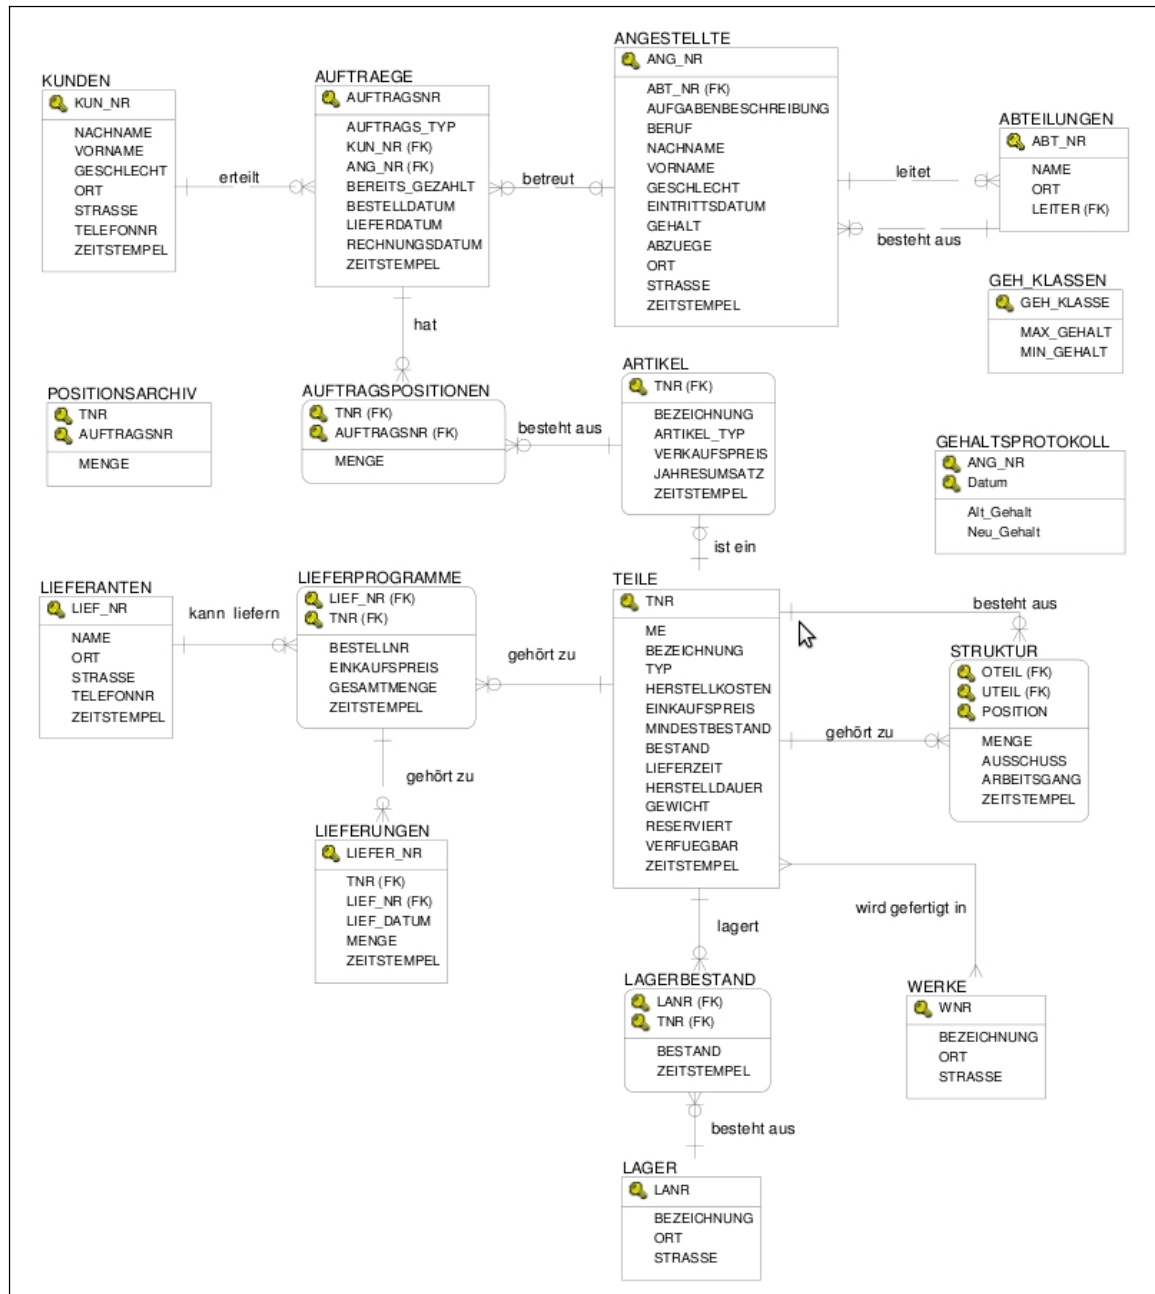 KUNDEN
KUN_NR
NACHNAME
VORNAME
GESCHLECHT
ORT
STRASSE
TELEFONNR
ZEITSTEMPEL
erteilt
AUFTRAEGE
AUFTRAGSNR
AUFTRAGS_TYP
KUN_NR (FK)
ANG_NR (FK)
BEREITS_GEZAHLT
BESTELLDATUM
LIEFERDATUM
RECHNUNGSDATUM
ZEITSTEMPEL
betreut
ANGESTELLTE
ANG_NR
ABT_NR (FK)
AUFGABENBESCHREIBUNG
BERUF
NACHNAME
VORNAME
GESCHLECHT
EINTRITTSDATUM
GEHALT
ABZUEGE
ORT
STRASSE
ZEITSTEMPEL
leitet
besteht aus
ABTEILUNGEN
ABT_NR
NAME
ORT
LEITER (FK)
GEH_KLASSEN
GEH_KLASSE
MAX_GEHALT
MIN_GEHALT
hat
POSITIONSARCHIV
TNR
AUFTRAGSNR
MENGE
AUFTRAGSPOSITIONEN
TNR (FK)
AUFTRAGSNR (FK)
MENGE
besteht aus
ARTIKEL
TNR (FK)
BEZEICHNUNG
ARTIKEL_TYP
VERKAUFSPREIS
JAHRESUMSATZ
ZEITSTEMPEL
GEHALTSPROTOKOLL
ANG_NR
Datum
Alt_Gehalt
Neu_Gehalt
ist ein
LIEFERANTEN
LIEF_NR
NAME
ORT
STRASSE
TELEFONNR
ZEITSTEMPEL
kann liefern
LIEFERPROGRAMME
LIEF_NR (FK)
TNR (FK)
BESTELLNR
EINKAUFSPREIS
GESAMTMENGE
ZEITSTEMPEL
gehört zu
TEILE
TNR
ME
BEZEICHNUNG
TYP
HERSTELLKOSTEN
EINKAUFSPREIS
MINDESTBESTAND
BESTAND
LIEFERZEIT
HERSTELLDAUER
GEWICHT
RESERVIERT
VERFUEGBAR
ZEITSTEMPEL
besteht aus
gehört zu
STRUKTUR
OTEIL (FK)
UTEIL (FK)
POSITION
MENGE
AUSSCHUSS
ARBEITSGANG
ZEITSTEMPEL
gehört zu
LIEFERUNGEN
LIEFER_NR
TNR (FK)
LIEF_NR (FK)
LIEF_DATUM
MENGE
ZEITSTEMPEL
wird gefertigt in
lagert
LAGERBESTAND
LANR (FK)
TNR (FK)
BESTAND
ZEITSTEMPEL
WERKE
WNR
BEZEICHNUNG
ORT
STRASSE
besteht aus
LAGER
LANR
BEZEICHNUNG
ORT
STRASSE